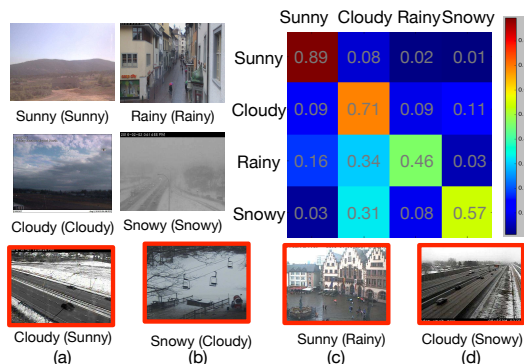 Sunny Cloudy Rainy Snowy
Sunny 0.89 0.08 0.02 0.01
Cloudy 0.09 0.71 0.09 0.11
Rainy 0.16 0.34 0.46 0.03
Snowy 0.03 0.31 0.08 0.57
Sunny (Sunny) Rainy (Rainy)
Cloudy (Cloudy) Snowy (Snowy)
Cloudy (Sunny) Snowy (Cloudy) Sunny (Rainy) Cloudy (Snowy)
(a) (b) (c) (d)